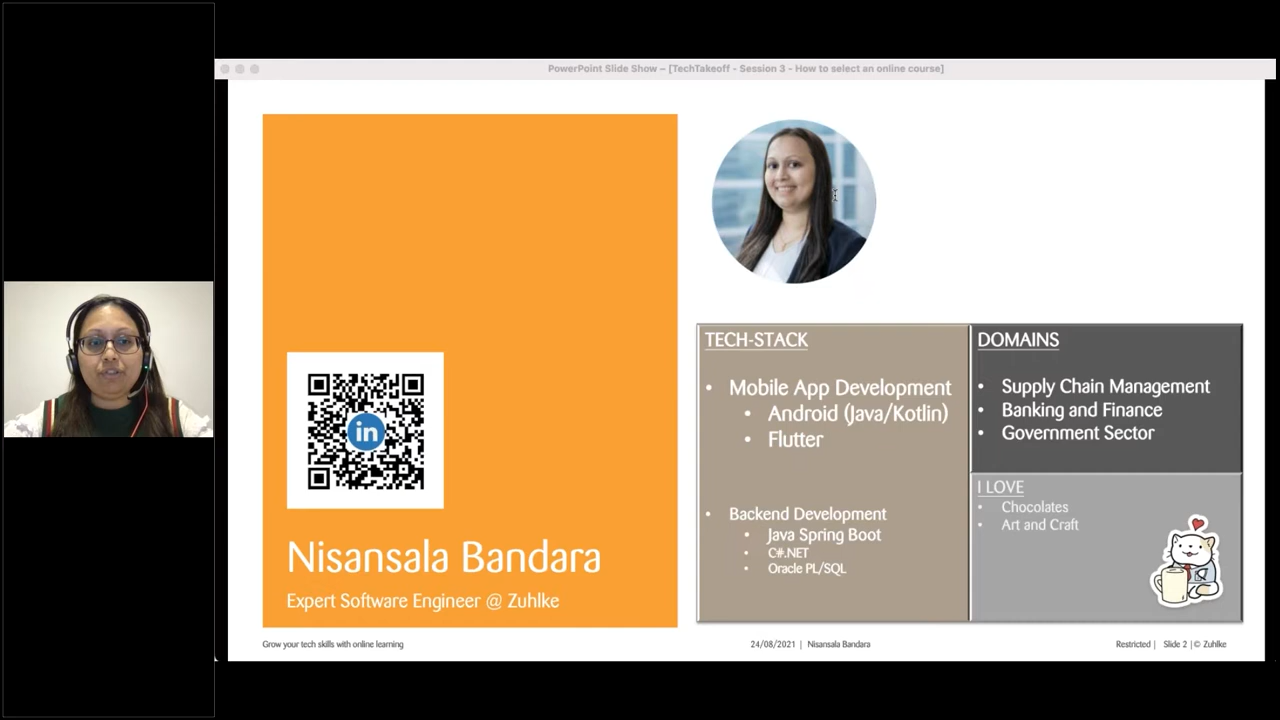 PowerPoint Slide Show – [TechTakeoff - Session 3 - How to select an online course]
in
Nisansala Bandara
Expert Software Engineer @ Zuhlke
TECH-STACK
• Mobile App Development
• Android (Java/Kotlin)
• Flutter
• Backend Development
• Java Spring Boot
• C#.NET
• Oracle PL/SQL
DOMAINS
• Supply Chain Management
• Banking and Finance
• Government Sector
I LOVE
• Chocolates
• Art and Craft
Grow your tech skills with online learning
24/08/2021 | Nisansala Bandara
Restricted | Slide 2 | © Zuhlke